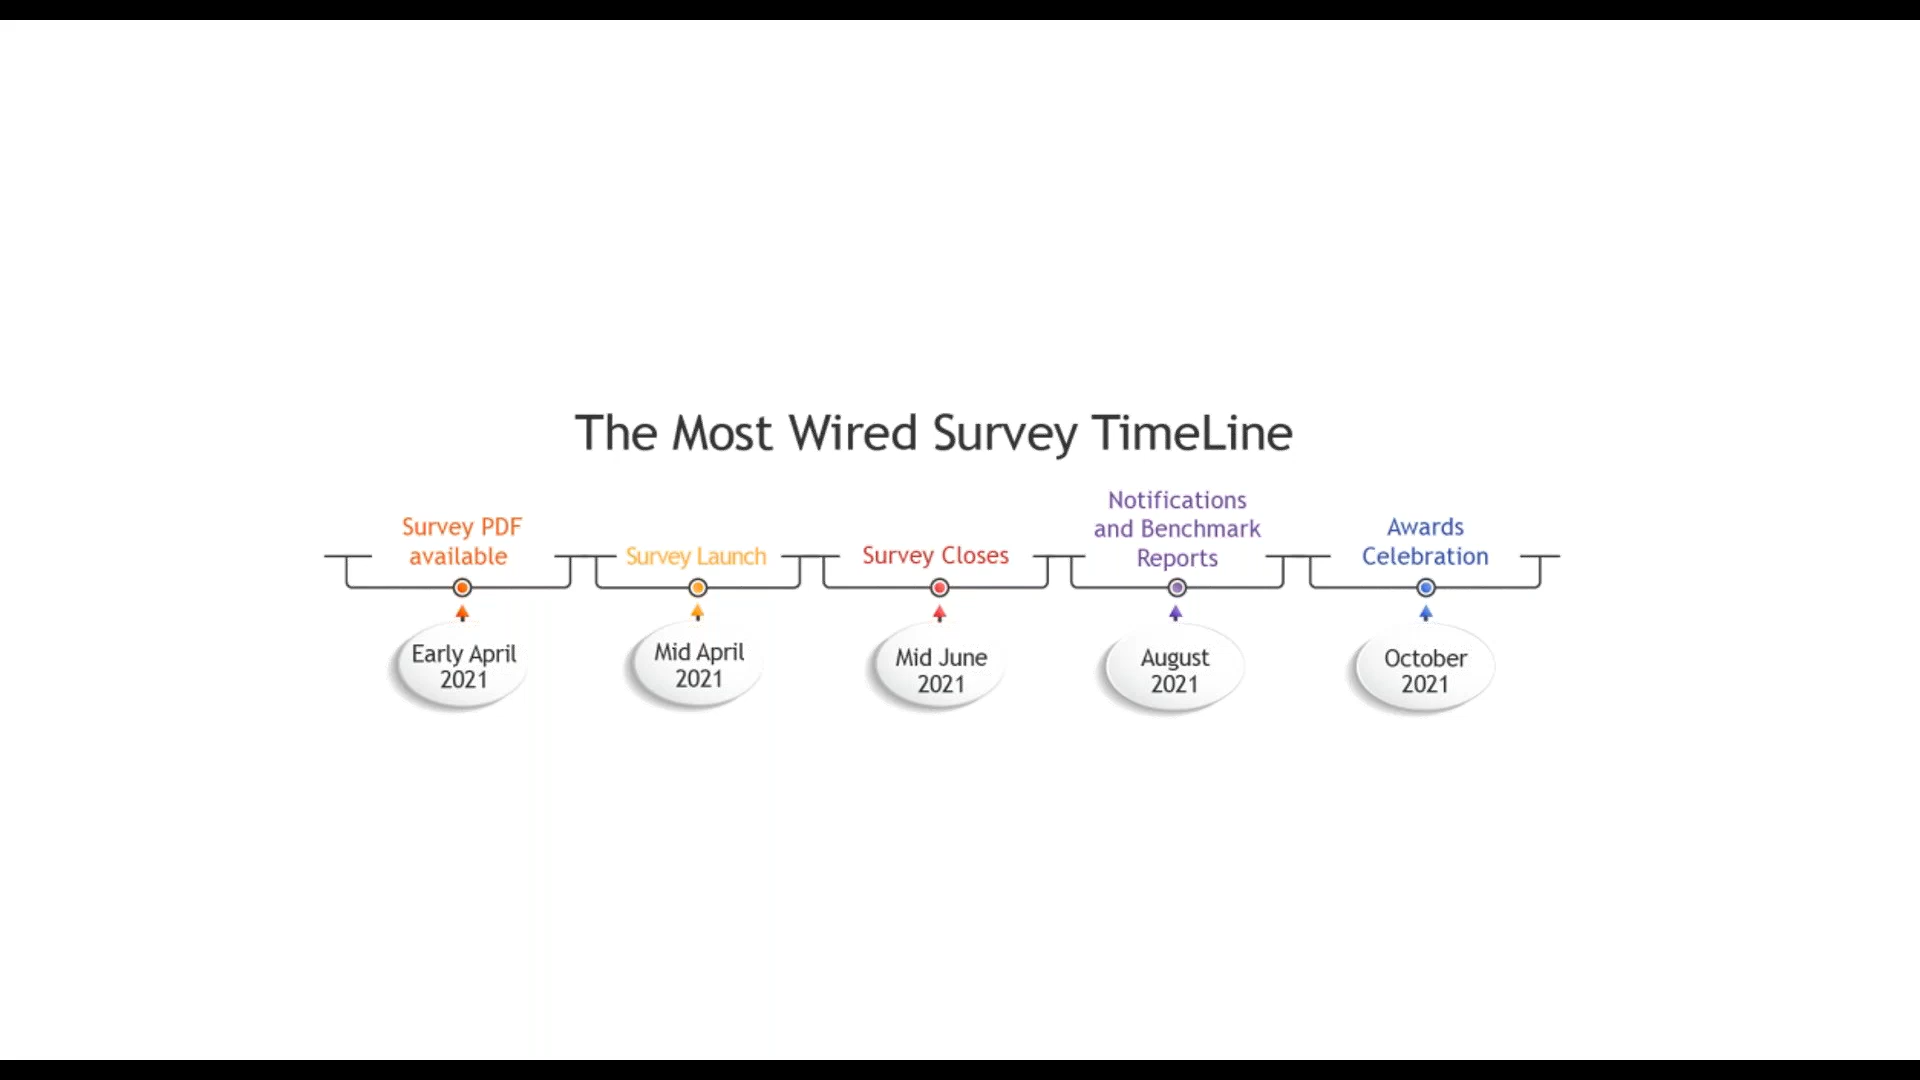 The Most Wired Survey TimeLine
Survey PDF
available
Survey Launch
Survey Closes
Notifications
and Benchmark
Reports
Awards
Celebration
Early April
2021
Mid April
2021
Mid June
2021
August
2021
October
2021